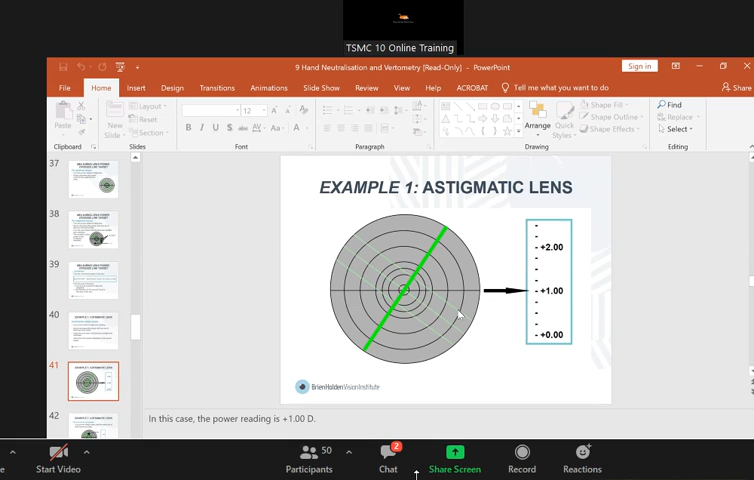 TSMC 10 Online Training
9 Hand Neutralisation and Vertometry [Read-Only] - PowerPoint
Sign in
File Home Insert Design Transitions Animations Slide Show Review View Help ACROBAT Tell me what you want to do Share
Paste
New Slide
Layout
Reset
Section
12
B I U S abc AV Aa A
Arrange
Quick Styles
Shape Fill
Shape Outline
Shape Effects
Find
Replace
Select
Clipboard Slides Font Paragraph Drawing Editing
37
38
39
40
41
42
EXAMPLE 1: ASTIGMATIC LENS
- +2.00
- +1.00
- +0.00
BrienHoldenVisionInstitute
In this case, the power reading is +1.00 D.
50
2
e Start Video Participants Chat Share Screen Record Reactions